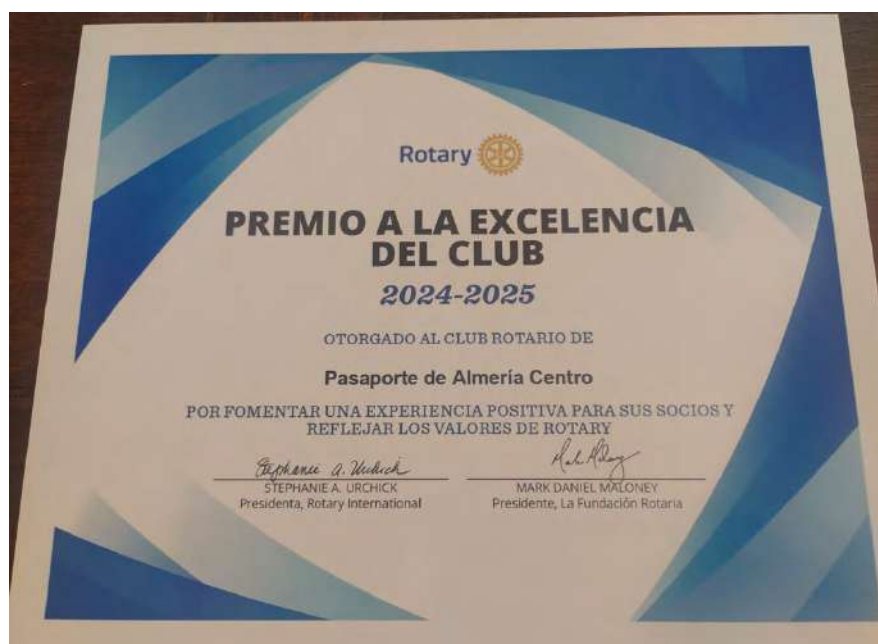 Rotary
PREMIO A LA EXCELENCIA
DEL CLUB
2024-2025
OTORGADO AL CLUB ROTARIO DE
Pasaporte de Almería Centro
POR FOMENTAR UNA EXPERIENCIA POSITIVA PARA SUS SOCIOS Y
REFLEJAR LOS VALORES DE ROTARY
Stephanie A. Urchick
STEPHANIE A. URCHICK
Presidenta, Rotary International
MARK DANIEL MALONEY
Presidente, La Fundación Rotaria